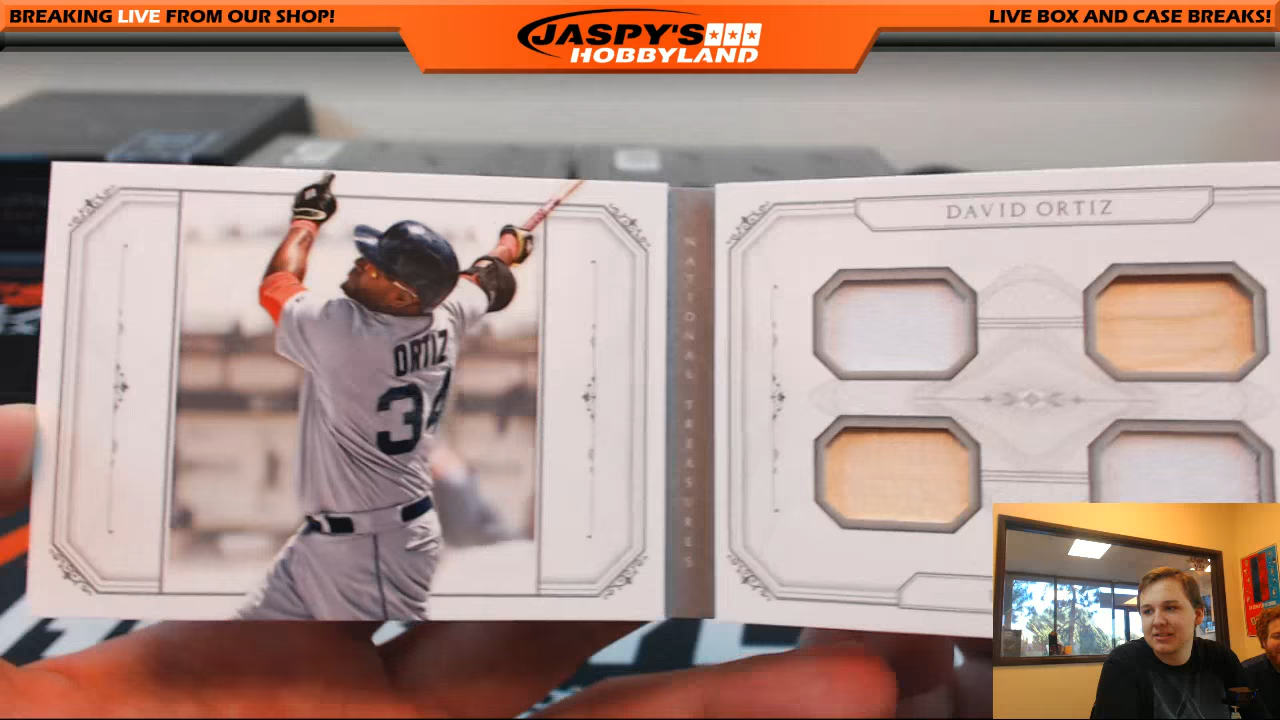 BREAKING LIVE FROM OUR SHOP!
JASPY'S
HOBBYLAND
LIVE BOX AND CASE BREAKS!
ORTIZ
34
NATIONAL TREASURES
DAVID ORTIZ